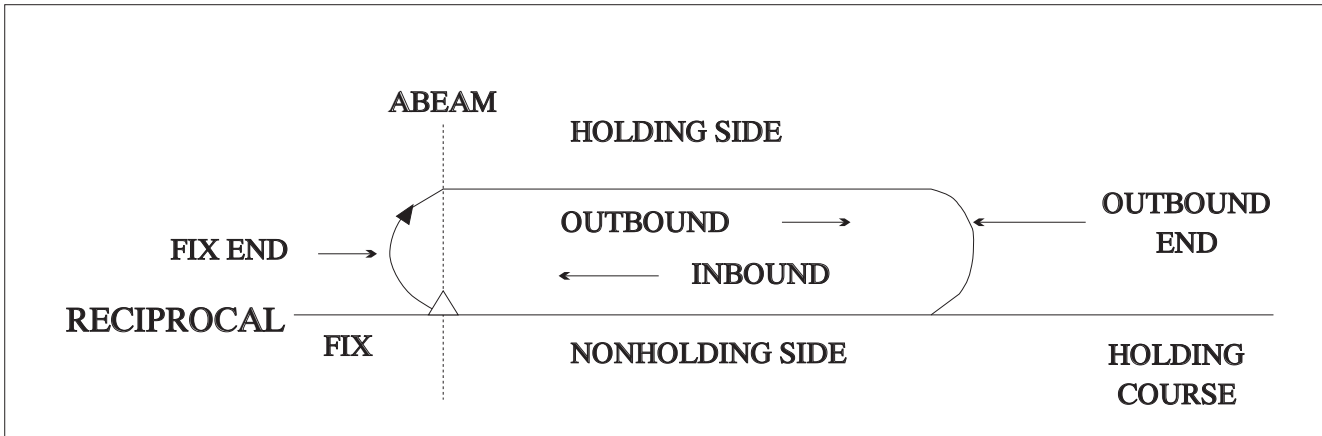 ABEAM
HOLDING SIDE
OUTBOUND
OUTBOUND
END
FIX END
INBOUND
RECIPROCAL
FIX
NONHOLDING SIDE
HOLDING
COURSE